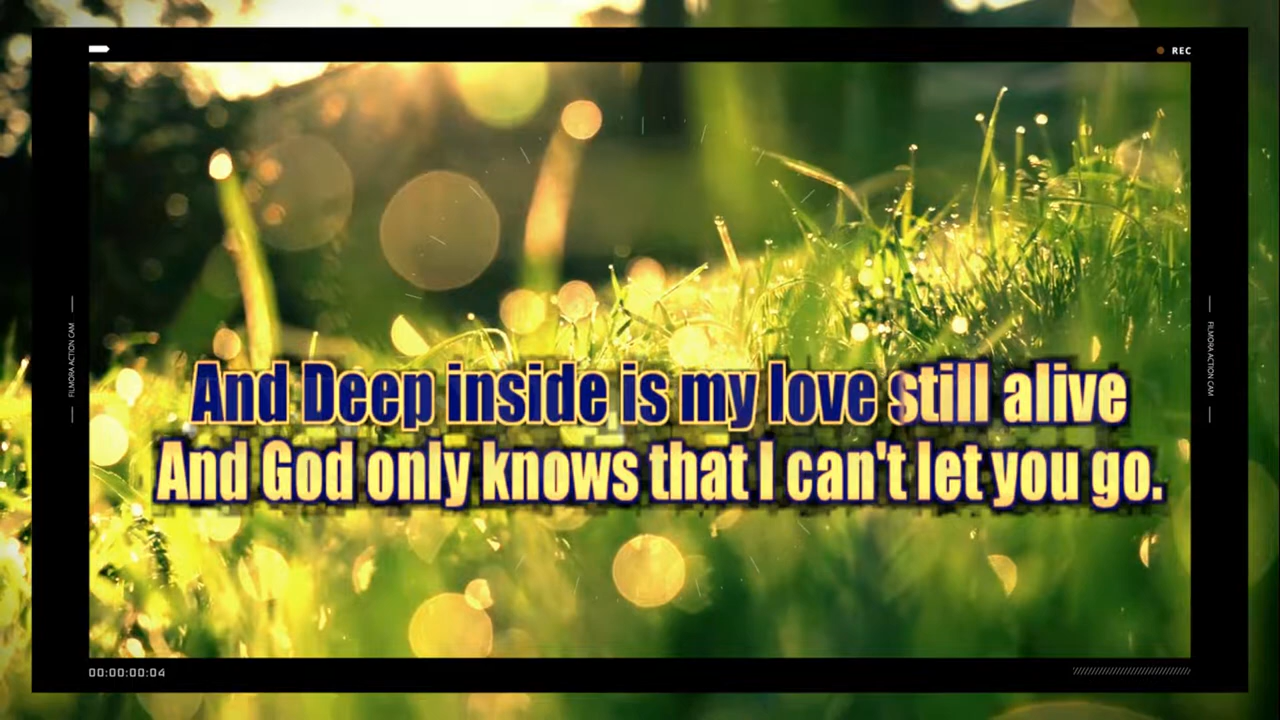 REC
FILMORA ACTION CAM
FILMORA ACTION CAM
And Deep inside is my love still alive
And God only knows that I can't let you go.
00:00:00:04